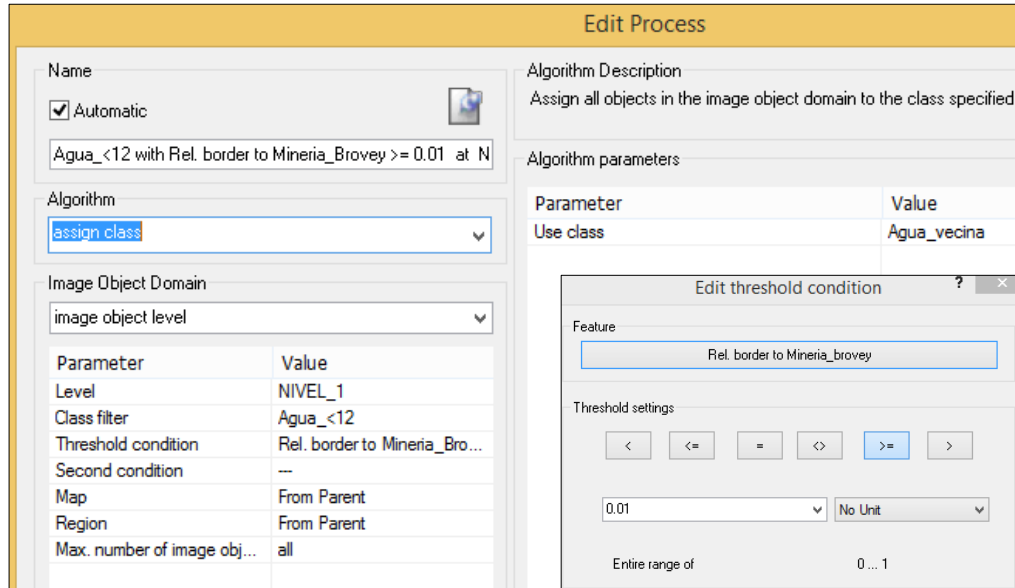 Edit Process
Name
Automatic
Agua_<12 with Rel. border to Mineria_Brovey >= 0.01 at N
Algorithm
assign class
Image Object Domain
image object level
Parameter Value
Level NIVEL_1
Class filter Agua_<12
Threshold condition Rel. border to Mineria_Bro...
Second condition ---
Map From Parent
Region From Parent
Max. number of image obj... all
Algorithm Description
Assign all objects in the image object domain to the class specified
Algorithm parameters
Parameter Value
Use class Agua_vecina
Edit threshold condition ? ×
Feature
Rel. border to Mineria_brovey
Threshold settings
< <= = <> >= >
0.01 No Unit
Entire range of 0 ... 1